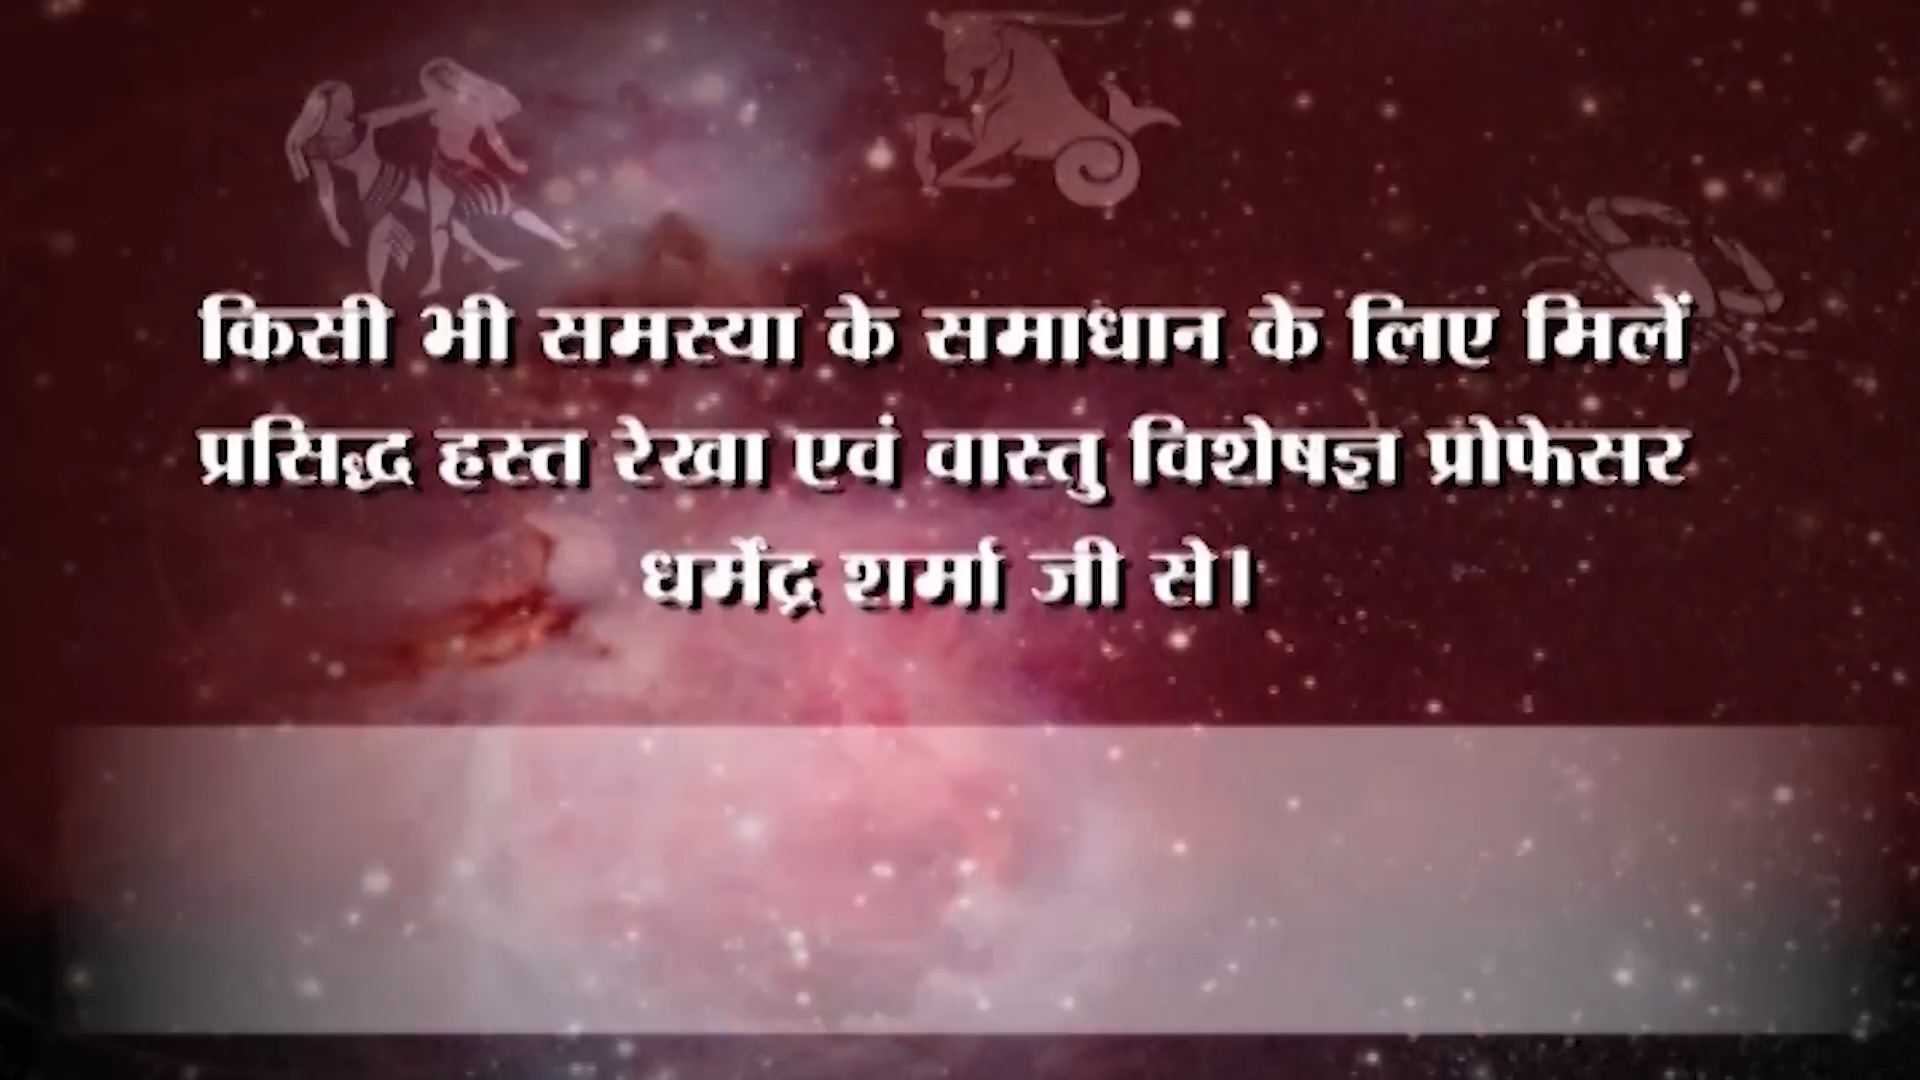 किसी भी समस्या के समाधान के लिए मिलें
प्रसिद्ध हस्त रेखा एवं वास्तु विशेषज्ञ प्रोफेसर
धर्मेंद्र शर्मा जी से।